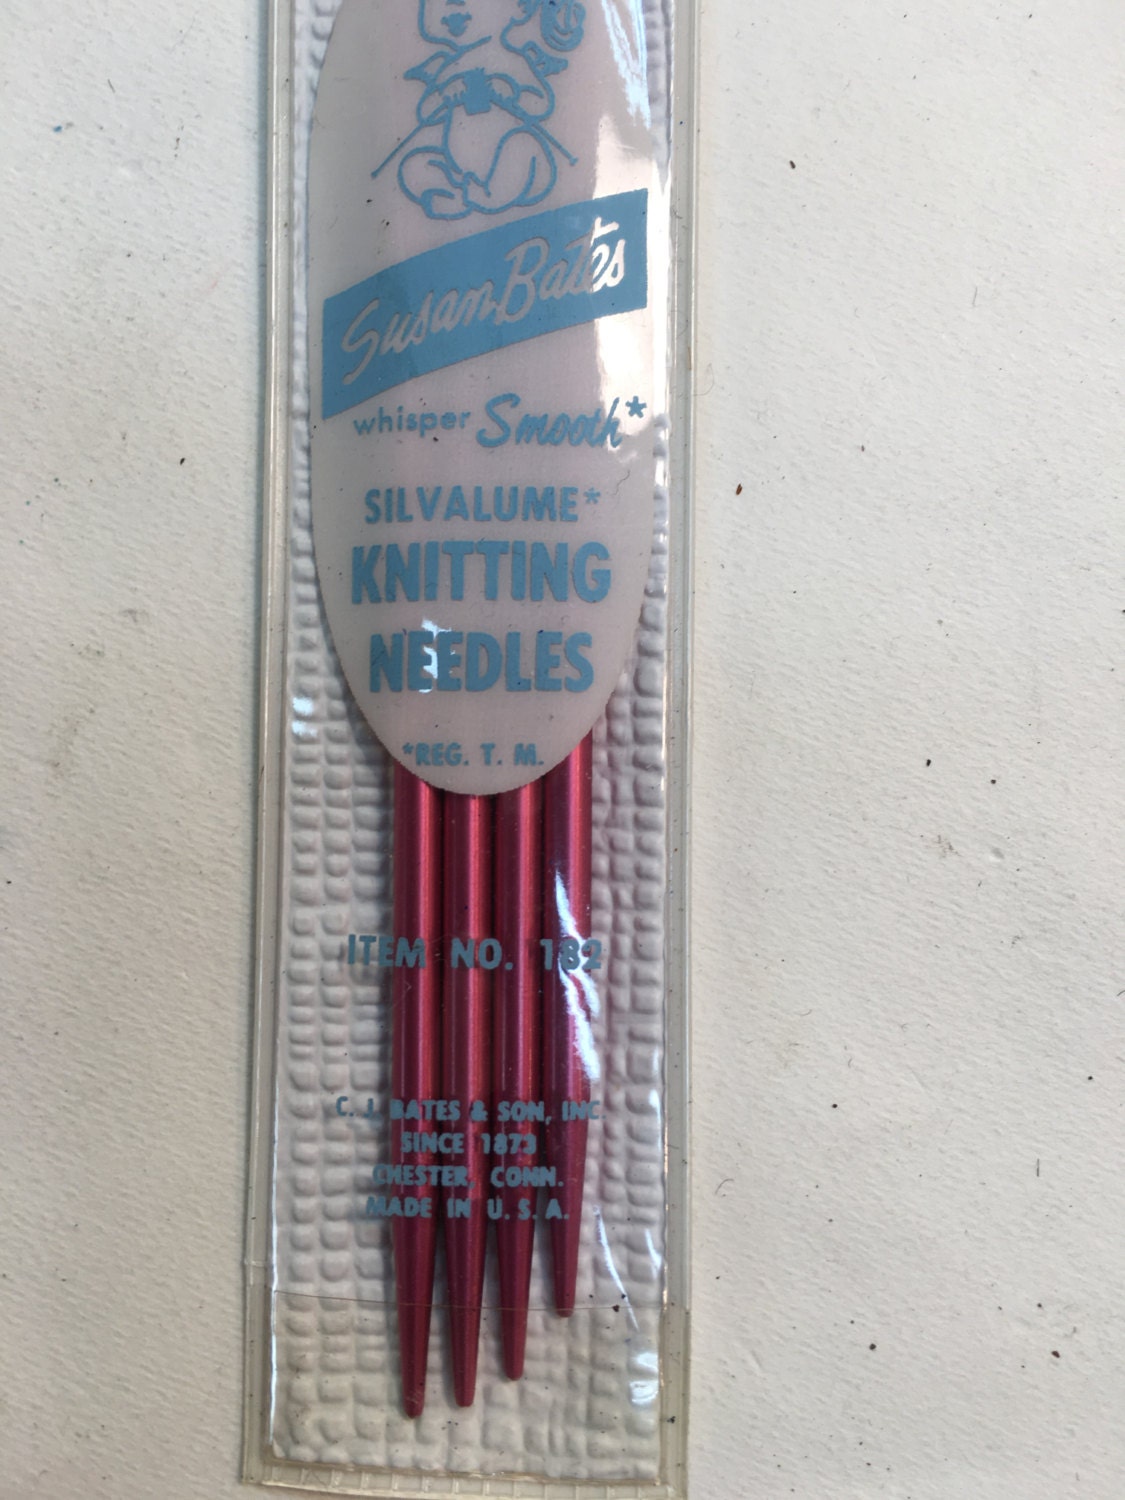 Susan Bates
whisper Smooth*
SILVALUME*
KNITTING
NEEDLES
*REG. T. M.
ITEM NO. 182
C. J. BATES & SON, INC.
SINCE 1873
CHESTER, CONN.
MADE IN U. S. A.